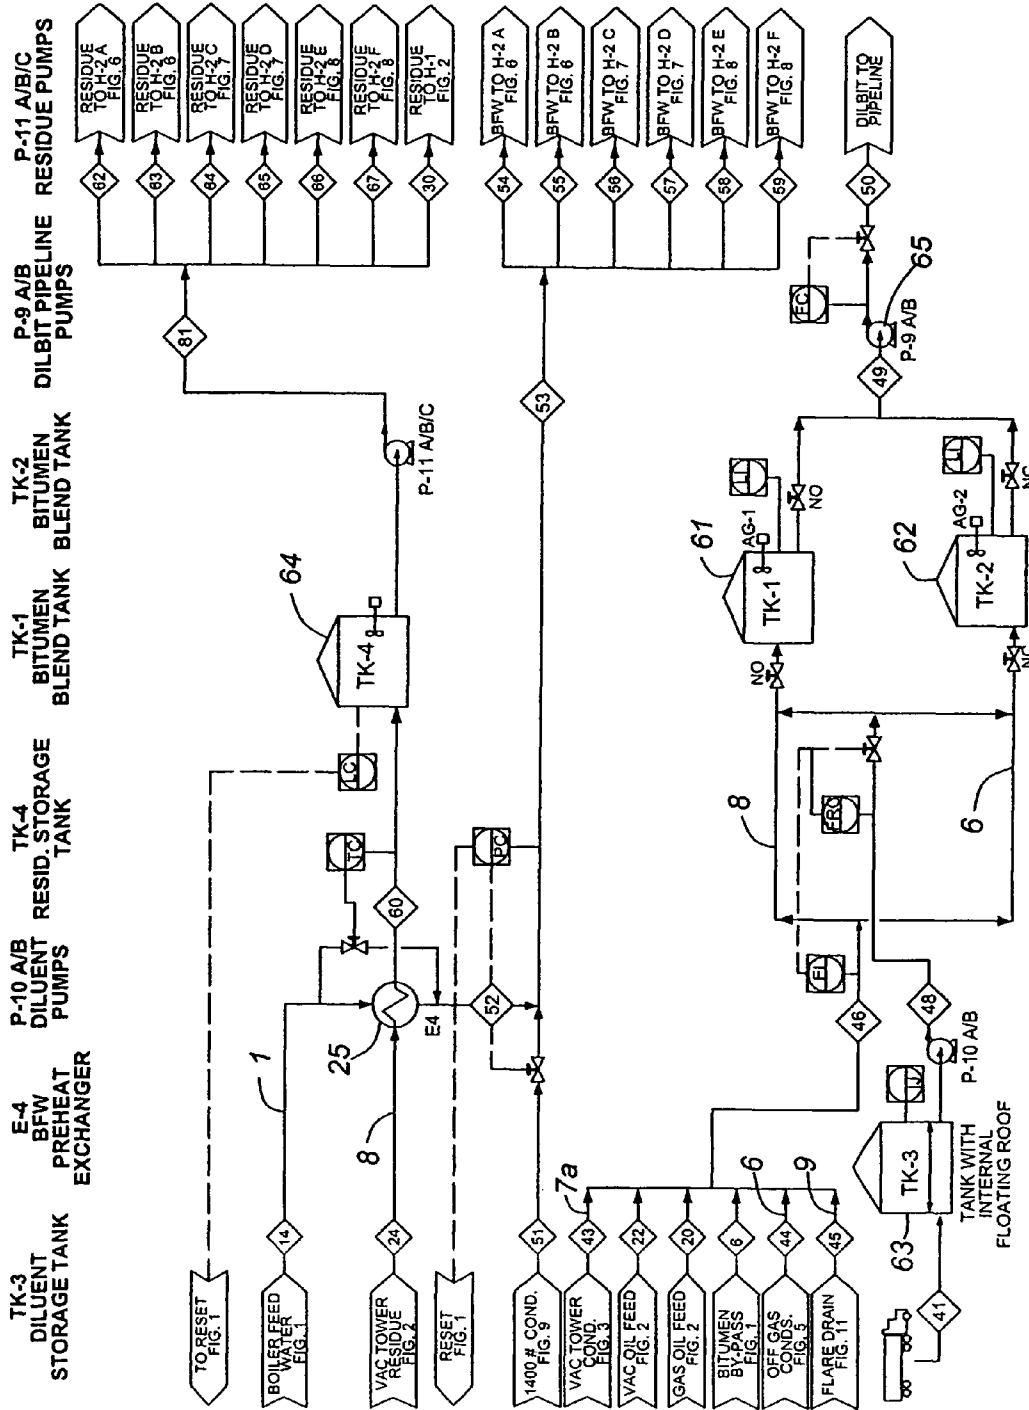 TK-3
DILUENT
STORAGE TANK
E-4
BFW
PREHEAT
EXCHANGER
P-10 A/B
DILUENT
PUMPS
TK-4
RESID. STORAGE
TANK
TK-1
BITUMEN
BLEND TANK
TK-2
BITUMEN
BLEND TANK
P-9 A/B
DILBIT PIPELINE
PUMPS
P-11 A/B/C
RESIDUE PUMPS
TO RESET
FIG. 1
BOILER FEED
WATER
FIG. 1
14
1
VAC TOWER
RESIDUE
FIG. 2
24
8
25
E4
RESET
FIG. 1
TC
60
LC
TK-4
64
P-11 A/B/C
81
62
RESIDUE
TO H-2 A
FIG. 6
63
RESIDUE
TO H-2 B
FIG. 6
64
RESIDUE
TO H-2 C
FIG. 7
65
RESIDUE
TO H-2 D
FIG. 7
66
RESIDUE
TO H-2 E
FIG. 8
67
RESIDUE
TO H-2 F
FIG. 8
30
RESIDUE
TO H-1
FIG. 2
1400 # COND.
FIG. 9
51
52
PC
53
54
BFW TO H-2 A
FIG. 6
55
BFW TO H-2 B
FIG. 6
56
BFW TO H-2 C
FIG. 7
57
BFW TO H-2 D
FIG. 7
58
BFW TO H-2 E
FIG. 8
59
BFW TO H-2 F
FIG. 8
VAC TOWER
COND.
FIG. 3
43
7a
VAC OIL FEED
FIG. 2
22
GAS OIL FEED
FIG. 2
20
BITUMEN
BY-PASS
FIG. 1
6
OFF GAS
CONDS.
FIG. 5
44
6
FLARE DRAIN
FIG. 11
45
9
46
FI
FRC
8
6
NO
TK-1
61
AG-1
LI
NO
NO
TK-2
62
AG-2
LI
NO
49
P-9 A/B
65
FC
50
DILBIT TO
PIPELINE
41
63
TK-3
LI
TANK WITH
INTERNAL
FLOATING ROOF
P-10 A/B
48